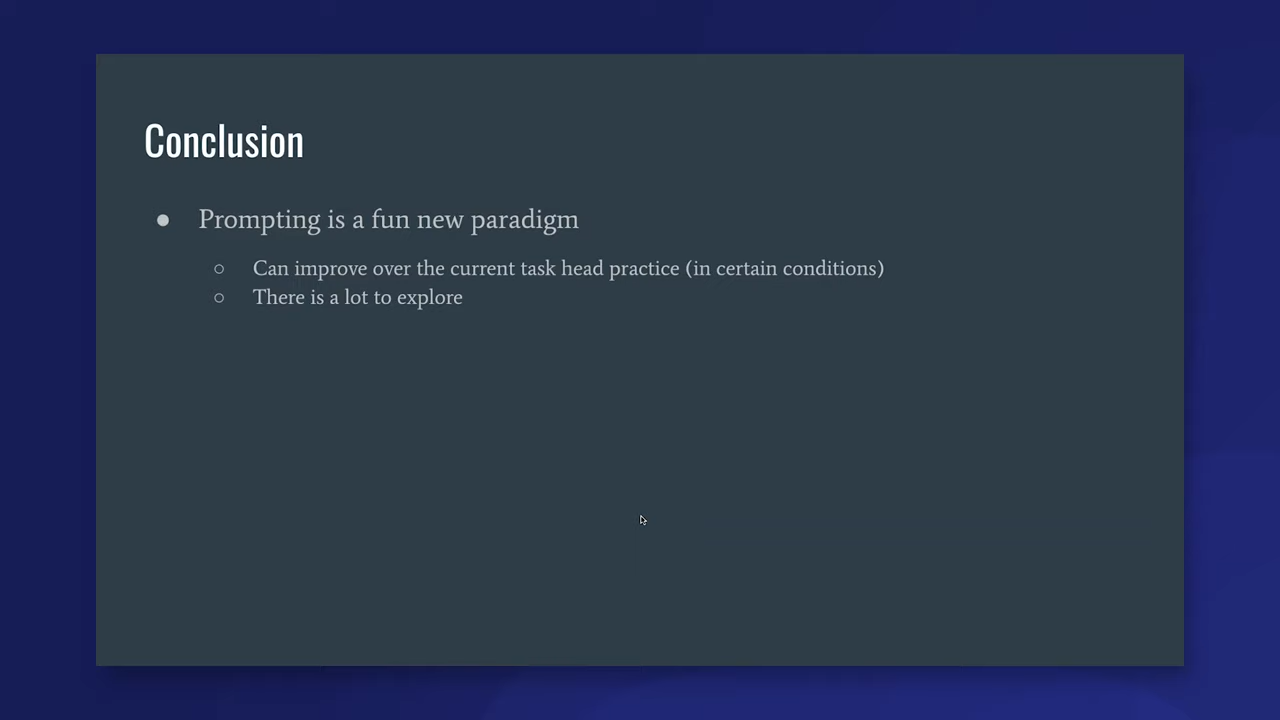 Conclusion
● Prompting is a fun new paradigm
○ Can improve over the current task head practice (in certain conditions)
○ There is a lot to explore